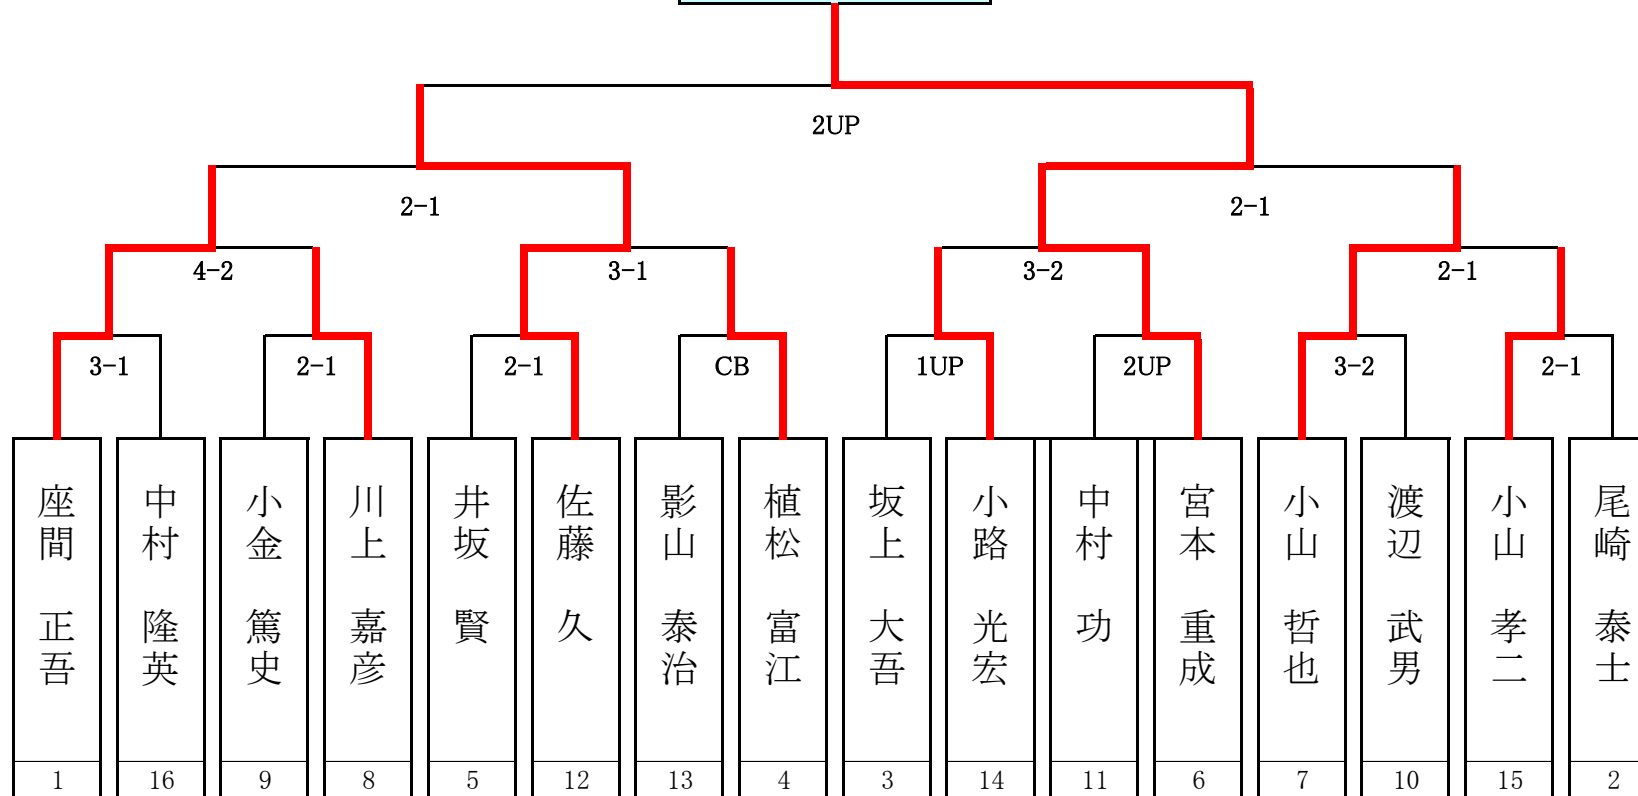 2UP
2-1
2-1
4-2
3-1
3-2
2-1
3-1
2-1
2-1
CB
1UP
2UP
3-2
2-1
座間 正吾
中村 隆英
小金 篤史
川上 嘉彦
井坂 賢
佐藤 久
影山 泰治
植松 富江
坂上 大吾
小路 光宏
中村 功
宮本 重成
小山 哲也
渡辺 武男
小山 孝二
尾崎 泰士
1
16
9
8
5
12
13
4
3
14
11
6
7
10
15
2